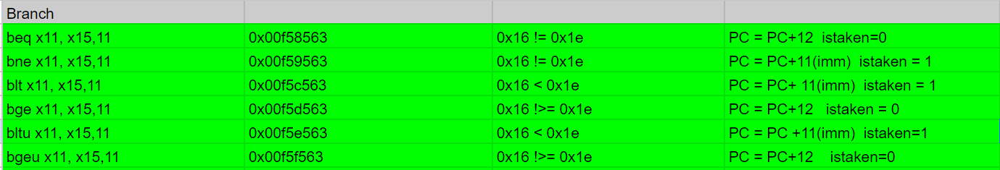 Branch
beq x11, x15,11 0x00f58563 0x16 != 0x1e PC = PC+12 istaken=0
bne x11, x15,11 0x00f59563 0x16 != 0x1e PC = PC+11(imm) istaken = 1
blt x11, x15,11 0x00f5c563 0x16 < 0x1e PC = PC+ 11(imm) istaken = 1
bge x11, x15,11 0x00f5d563 0x16 !>= 0x1e PC = PC+12 istaken = 0
bltu x11, x15,11 0x00f5e563 0x16 < 0x1e PC = PC +11(imm) istaken=1
bgeu x11, x15,11 0x00f5f563 0x16 !>= 0x1e PC = PC+12 istaken=0